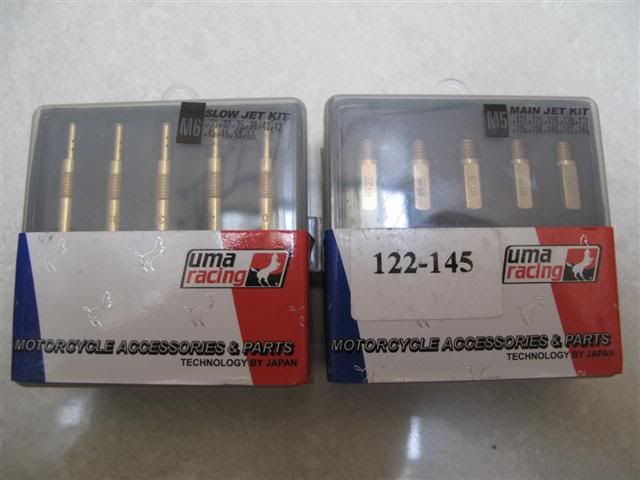 M6
SLOW JET KIT
uma
racing
MOTORCYCLE ACCESSORIES & PARTS
TECHNOLOGY BY JAPAN
M5
MAIN JET KIT
122-145
uma
racing
MOTORCYCLE ACCESSORIES & PARTS
TECHNOLOGY BY JAPAN